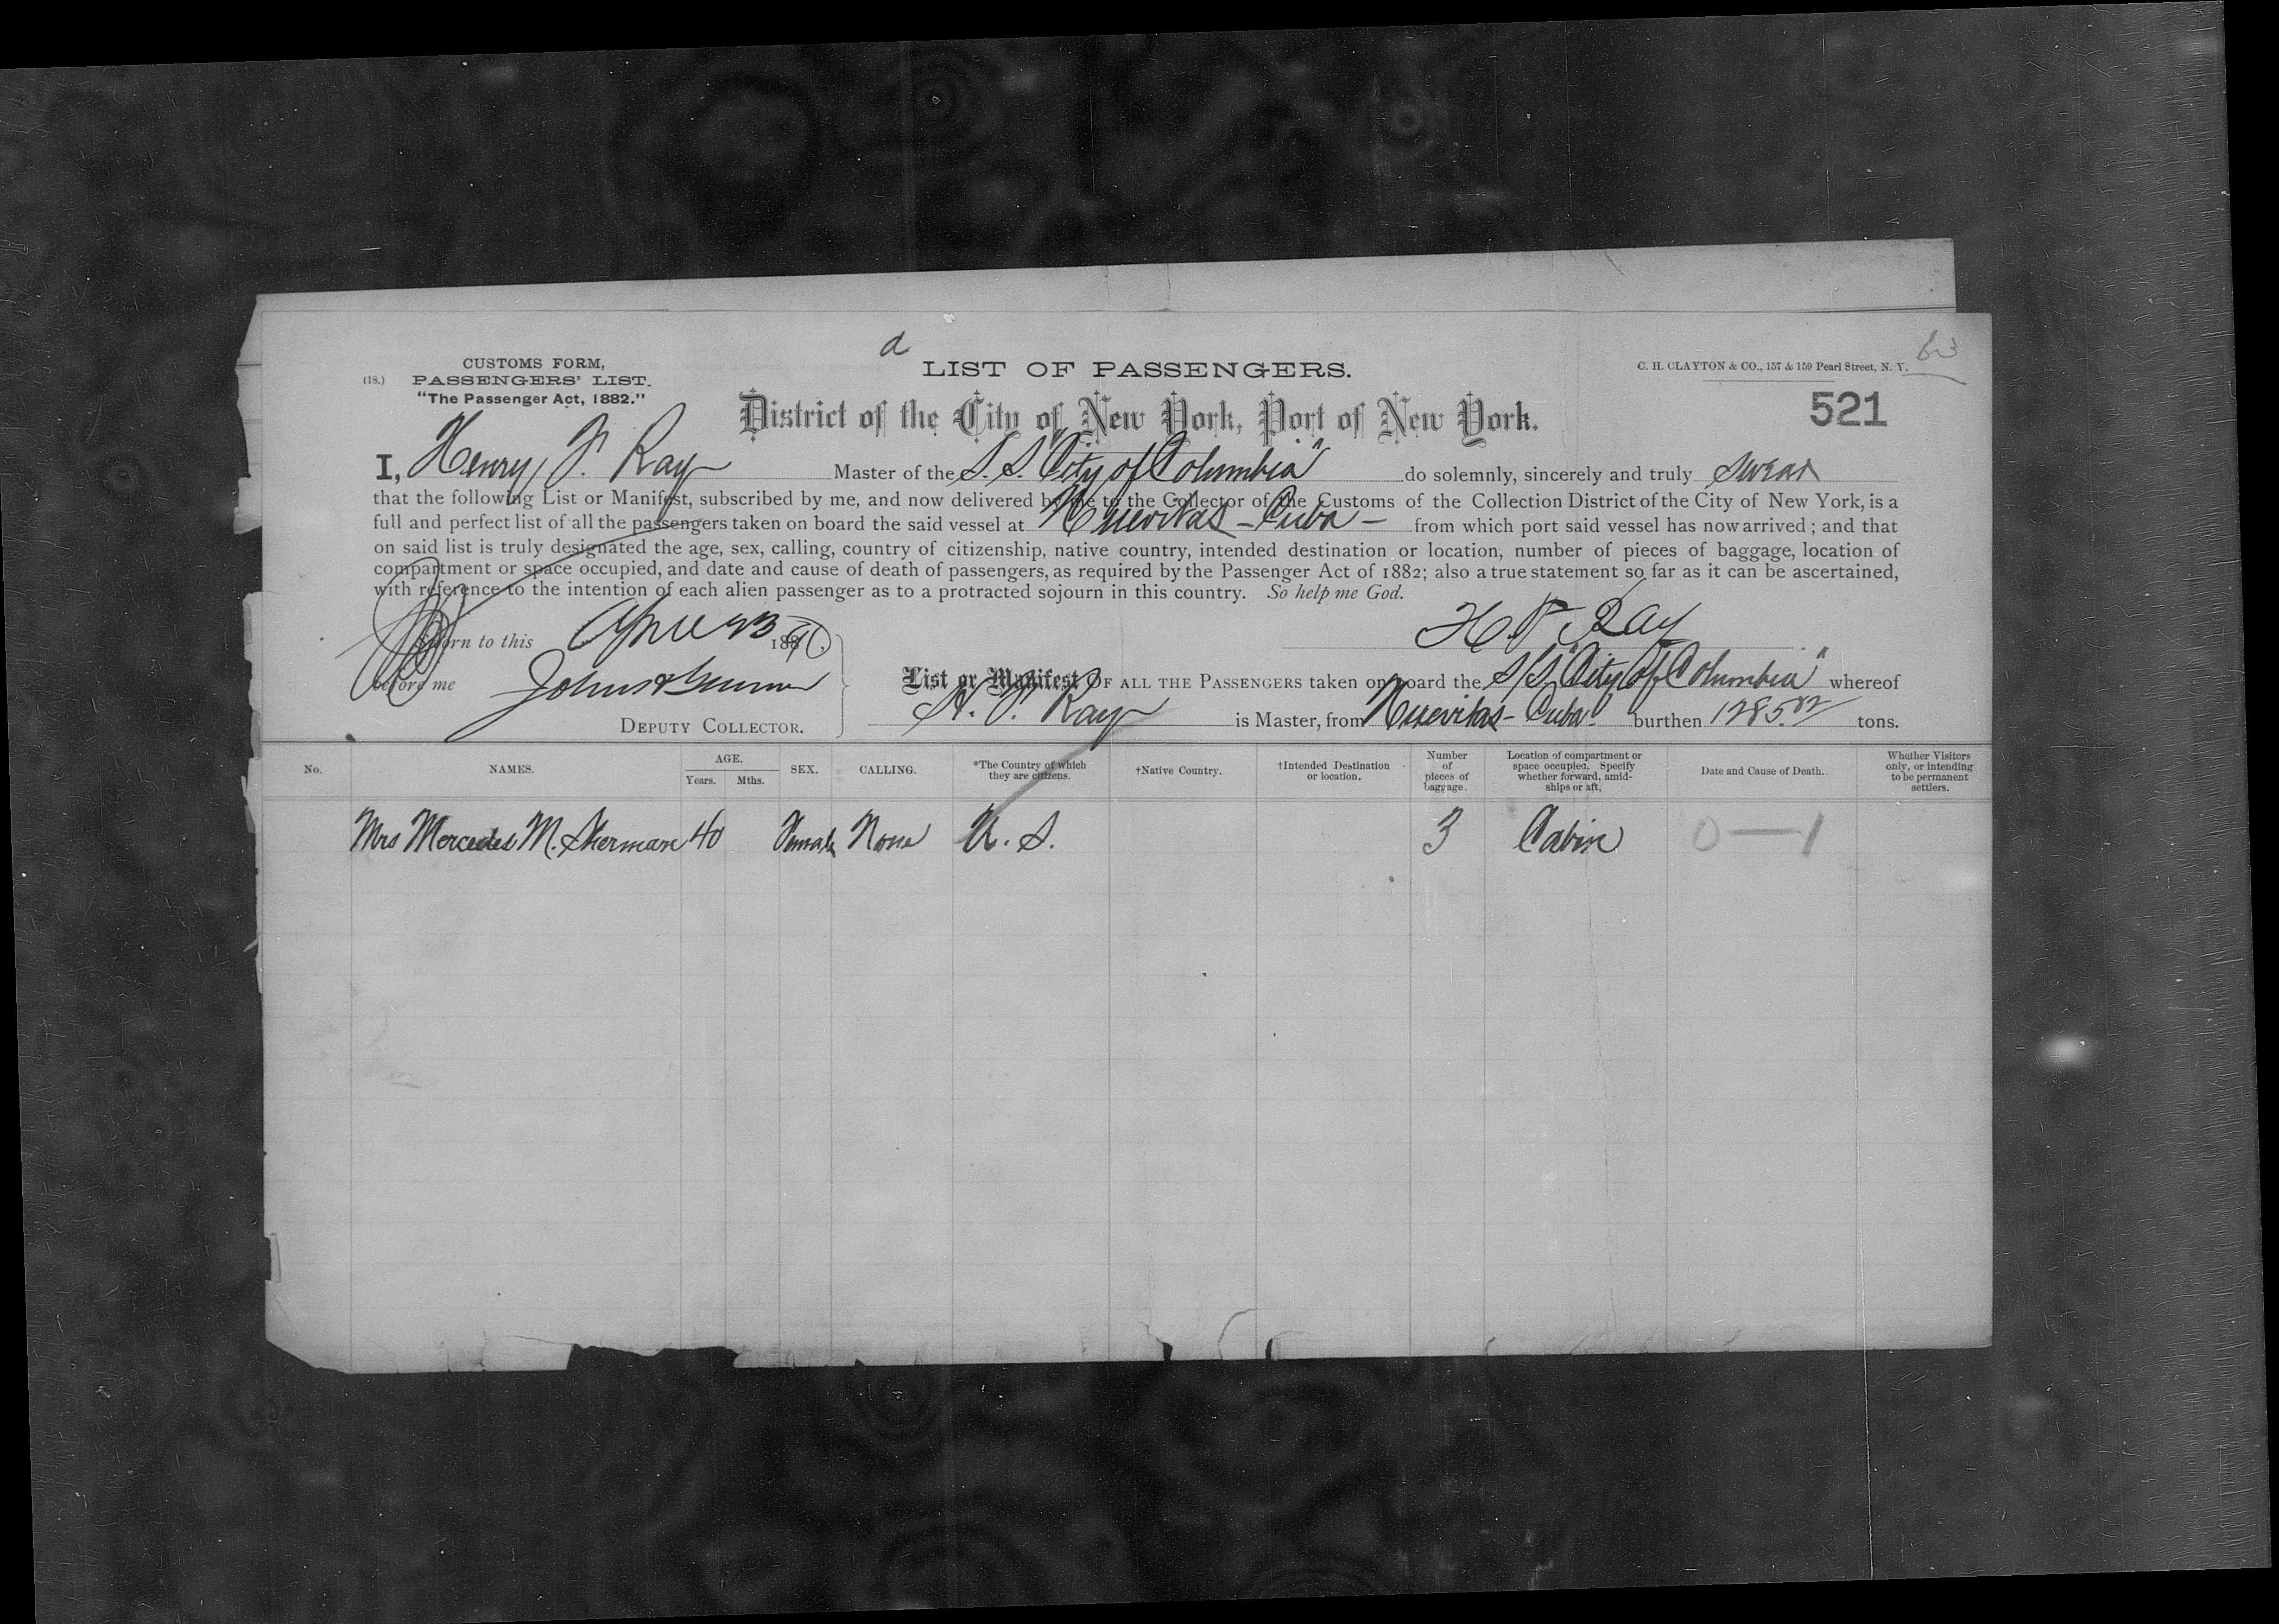 d
CUSTOMS FORM,
(18.) PASSENGERS' LIST.
"The Passenger Act, 1882."
LIST OF PASSENGERS.
C. H. CLAYTON & CO., 157 & 159 Pearl Street, N. Y.
District of the City of New York, Port of New York.
521
I, Henry P. Ray Master of the S. S. "City of Columbia" do solemnly, sincerely and truly swear
that the following List or Manifest, subscribed by me, and now delivered by me to the Collector of the Customs of the Collection District of the City of New York, is a
full and perfect list of all the passengers taken on board the said vessel at Nuevitas - Cuba - from which port said vessel has now arrived; and that
on said list is truly designated the age, sex, calling, country of citizenship, native country, intended destination or location, number of pieces of baggage, location of
compartment or space occupied, and date and cause of death of passengers, as required by the Passenger Act of 1882; also a true statement so far as it can be ascertained,
with reference to the intention of each alien passenger as to a protracted sojourn in this country. So help me God.
Sworn to this April 23 188
H. P. Ray
before me
List or Manifest OF ALL THE PASSENGERS taken on board the S/S "City of Columbia" whereof
DEPUTY COLLECTOR.
H. P. Ray is Master, from Nuevitas - Cuba - burthen 1285.82 tons.
No. NAMES. AGE. Years. Mths. SEX. CALLING. *The Country of which they are citizens. †Native Country. †Intended Destination or location. Number of pieces of baggage. Location of compartment or space occupied. Specify whether forward, amidships or aft. Date and Cause of Death. Whether Visitors only, or intending to be permanent settlers.
Mrs Mercedes M. Sherman 40 Female None U. S. 3 Cabin 0 — 1